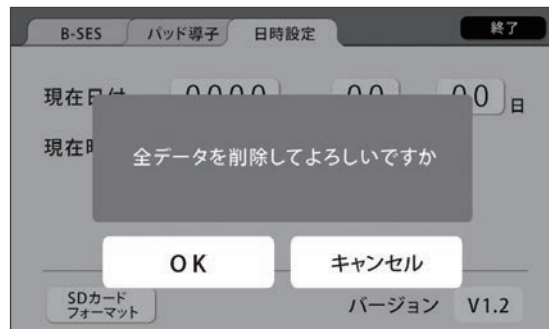 B-SES パッド導子 日時設定 終了
現在日付 0000 00 00 日
現在時
全データを削除してよろしいですか
OK キャンセル
SDカード
フォーマット
バージョン V1.2